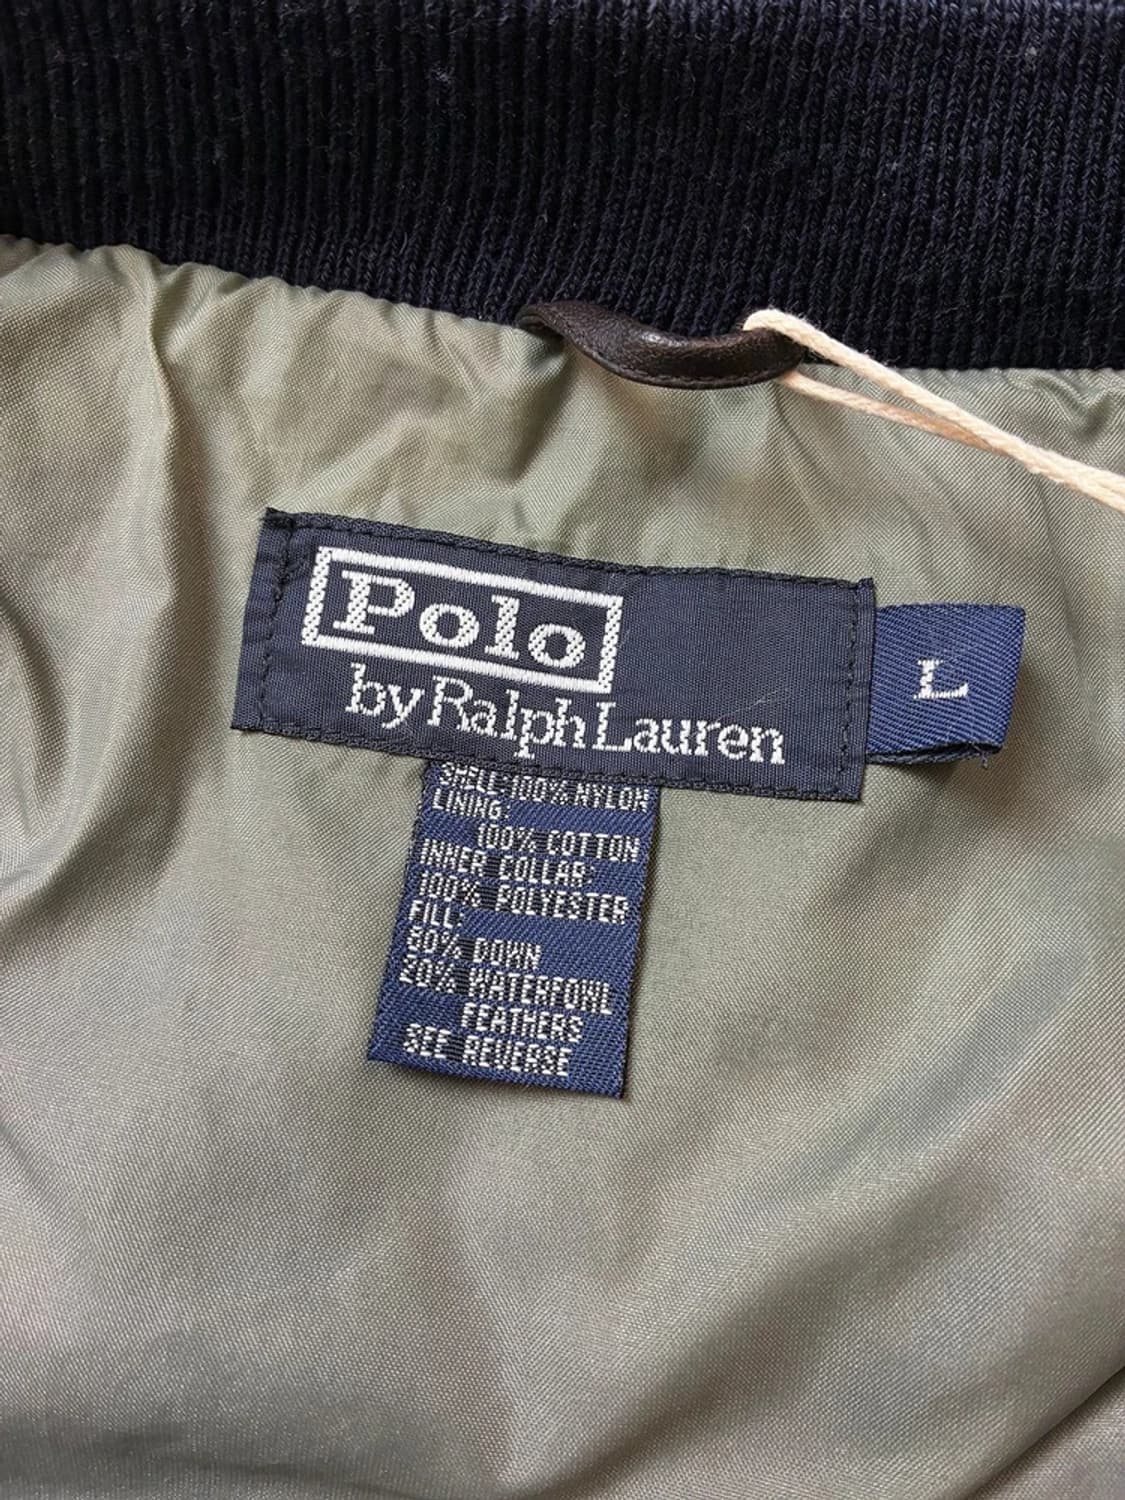 Polo
by Ralph Lauren
L
SHELL: 100% NYLON
LINING:
100% COTTON
INNER COLLAR:
100% POLYESTER
FILL:
80% DOWN
20% WATERFOWL
FEATHERS
SEE REVERSE